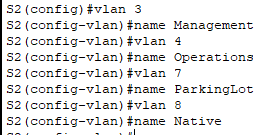 S2(config)#vlan 3
S2(config-vlan)#name Management
S2(config-vlan)#vlan 4
S2(config-vlan)#name Operations
S2(config-vlan)#vlan 7
S2(config-vlan)#name ParkingLot
S2(config-vlan)#vlan 8
S2(config-vlan)#name Native